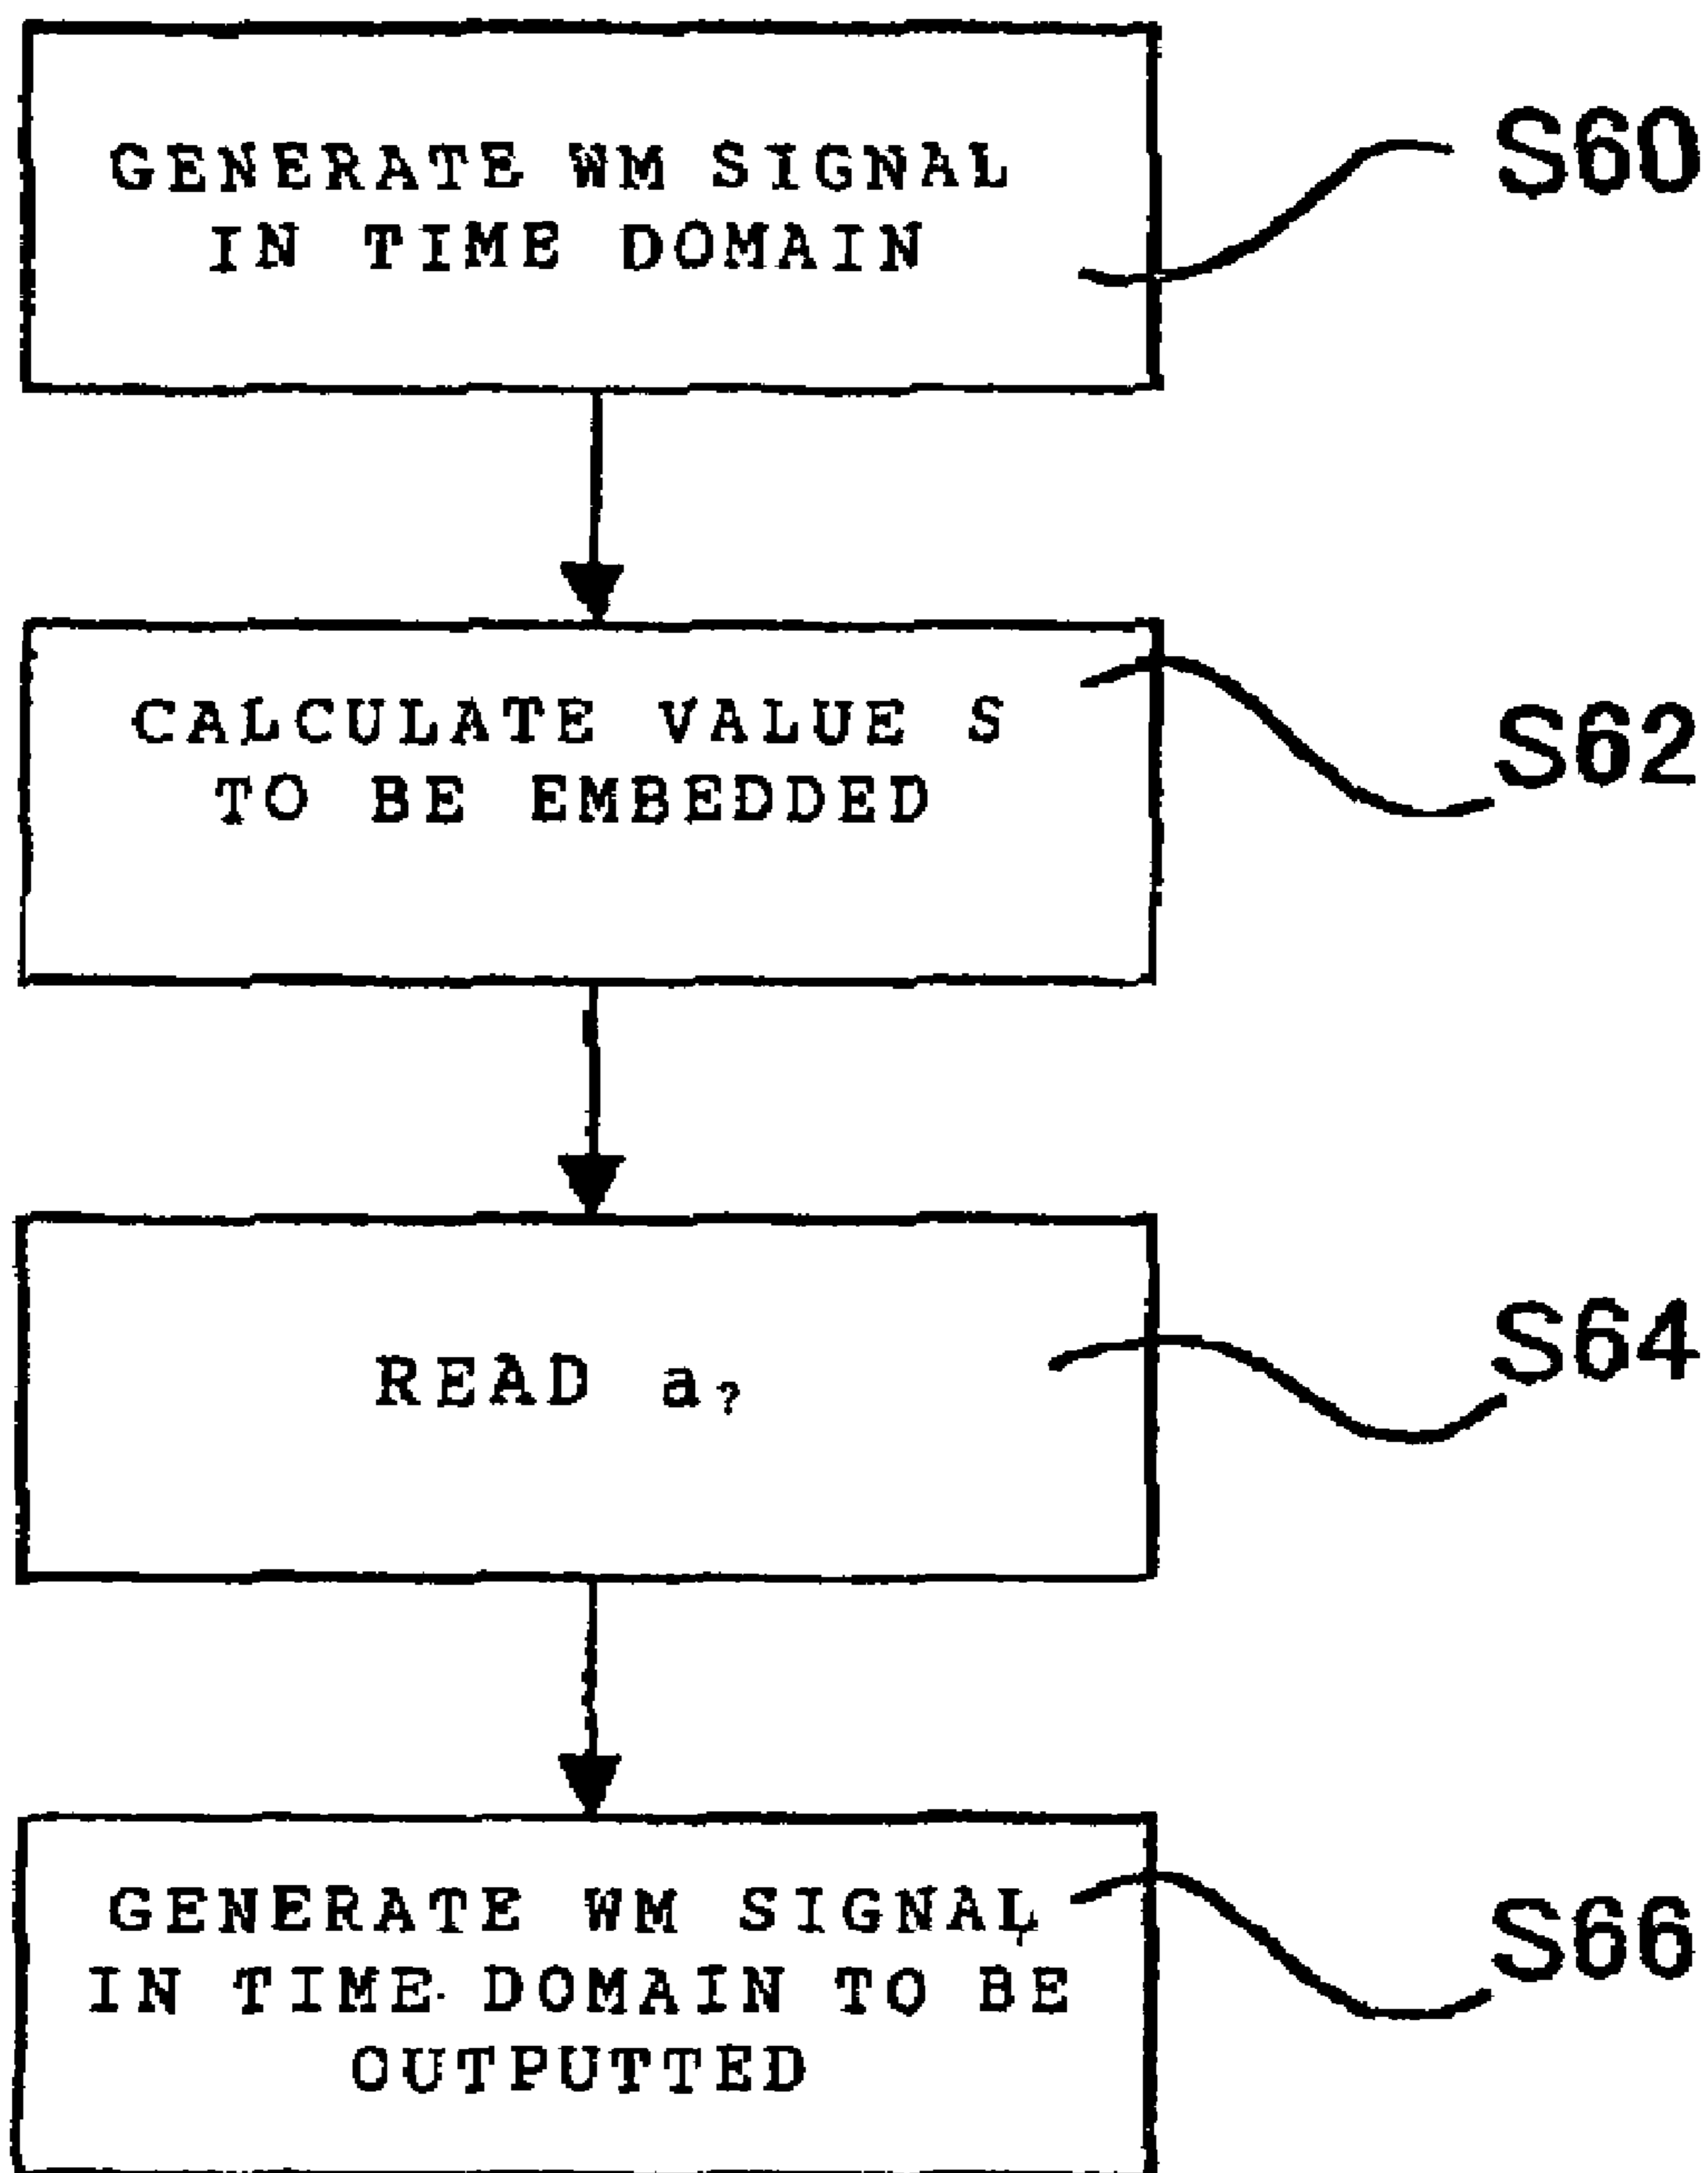 GENERATE WM SIGNAL
IN TIME DOMAIN
S60
CALCULATE VALUE S
TO BE EMBEDDED
S62
READ a?
S64
GENERATE WM SIGNAL
IN TIME DOMAIN TO BE
OUTPUTTED
S66